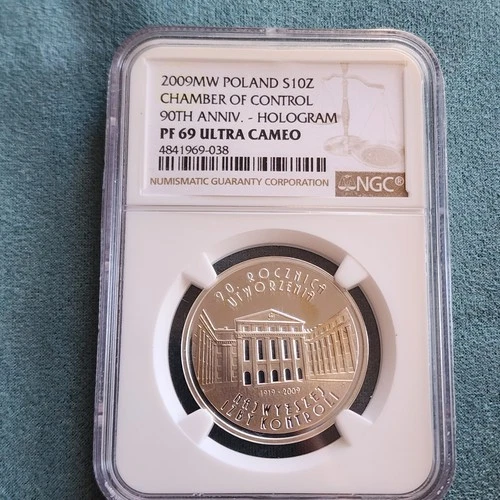 2009MW POLAND S10Z
CHAMBER OF CONTROL
90TH ANNIV. - HOLOGRAM
PF 69 ULTRA CAMEO
4841969-038
NUMISMATIC GUARANTY CORPORATION
NGC®
90. ROCZNICA
UTWORZENIA
1919 - 2009
NAJWYŻSZEJ
IZBY KONTROLI